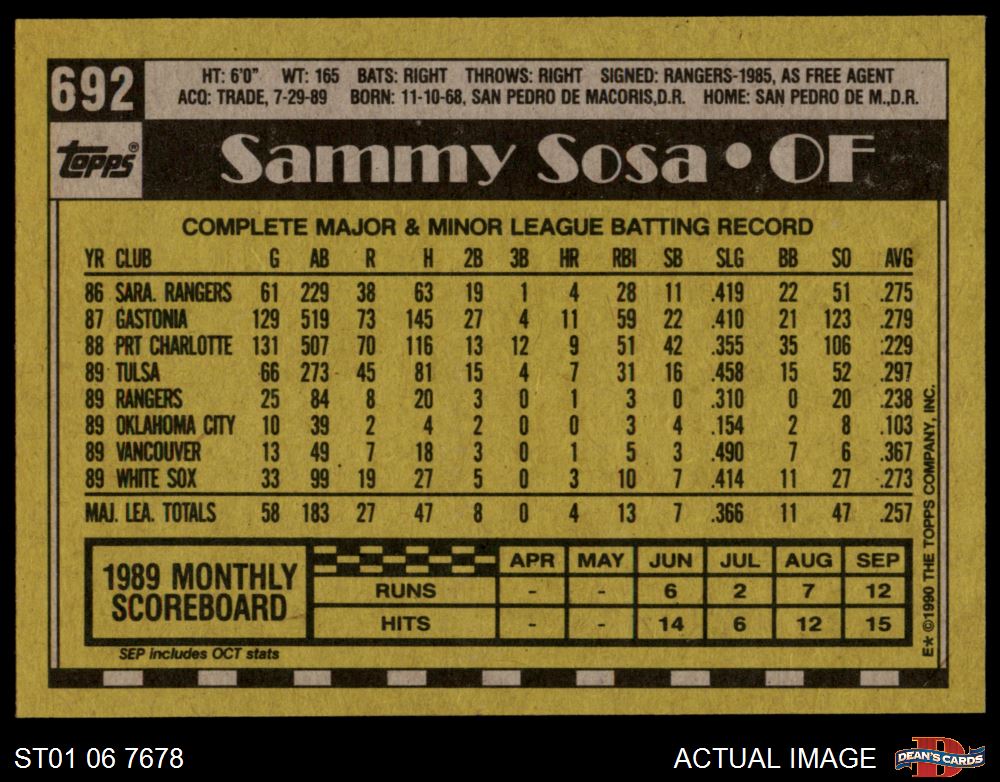 692
HT: 6'0" WT: 165 BATS: RIGHT THROWS: RIGHT SIGNED: RANGERS-1985, AS FREE AGENT
ACQ: TRADE, 7-29-89 BORN: 11-10-68, SAN PEDRO DE MACORIS,D.R. HOME: SAN PEDRO DE M.,D.R.
topps® Sammy Sosa • OF
COMPLETE MAJOR & MINOR LEAGUE BATTING RECORD
YR CLUB G AB R H 2B 3B HR RBI SB SLG BB SO AVG
86 SARA. RANGERS 61 229 38 63 19 1 4 28 11 .419 22 51 .275
87 GASTONIA 129 519 73 145 27 4 11 59 22 .410 21 123 .279
88 PRT CHARLOTTE 131 507 70 116 13 12 9 51 42 .355 35 106 .229
89 TULSA 66 273 45 81 15 4 7 31 16 .458 15 52 .297
89 RANGERS 25 84 8 20 3 0 1 3 0 .310 0 20 .238
89 OKLAHOMA CITY 10 39 2 4 2 0 0 3 4 .154 2 8 .103
89 VANCOUVER 13 49 7 18 3 0 1 5 3 .490 7 6 .367
89 WHITE SOX 33 99 19 27 5 0 3 10 7 .414 11 27 .273
MAJ. LEA. TOTALS 58 183 27 47 8 0 4 13 7 .366 11 47 .257
1989 MONTHLY
SCOREBOARD
APR MAY JUN JUL AUG SEP
RUNS - - 6 2 7 12
HITS - - 14 6 12 15
SEP includes OCT stats
E* ©1990 THE TOPPS COMPANY, INC.
ST01 06 7678
ACTUAL IMAGE
D
DEAN'S CARDS